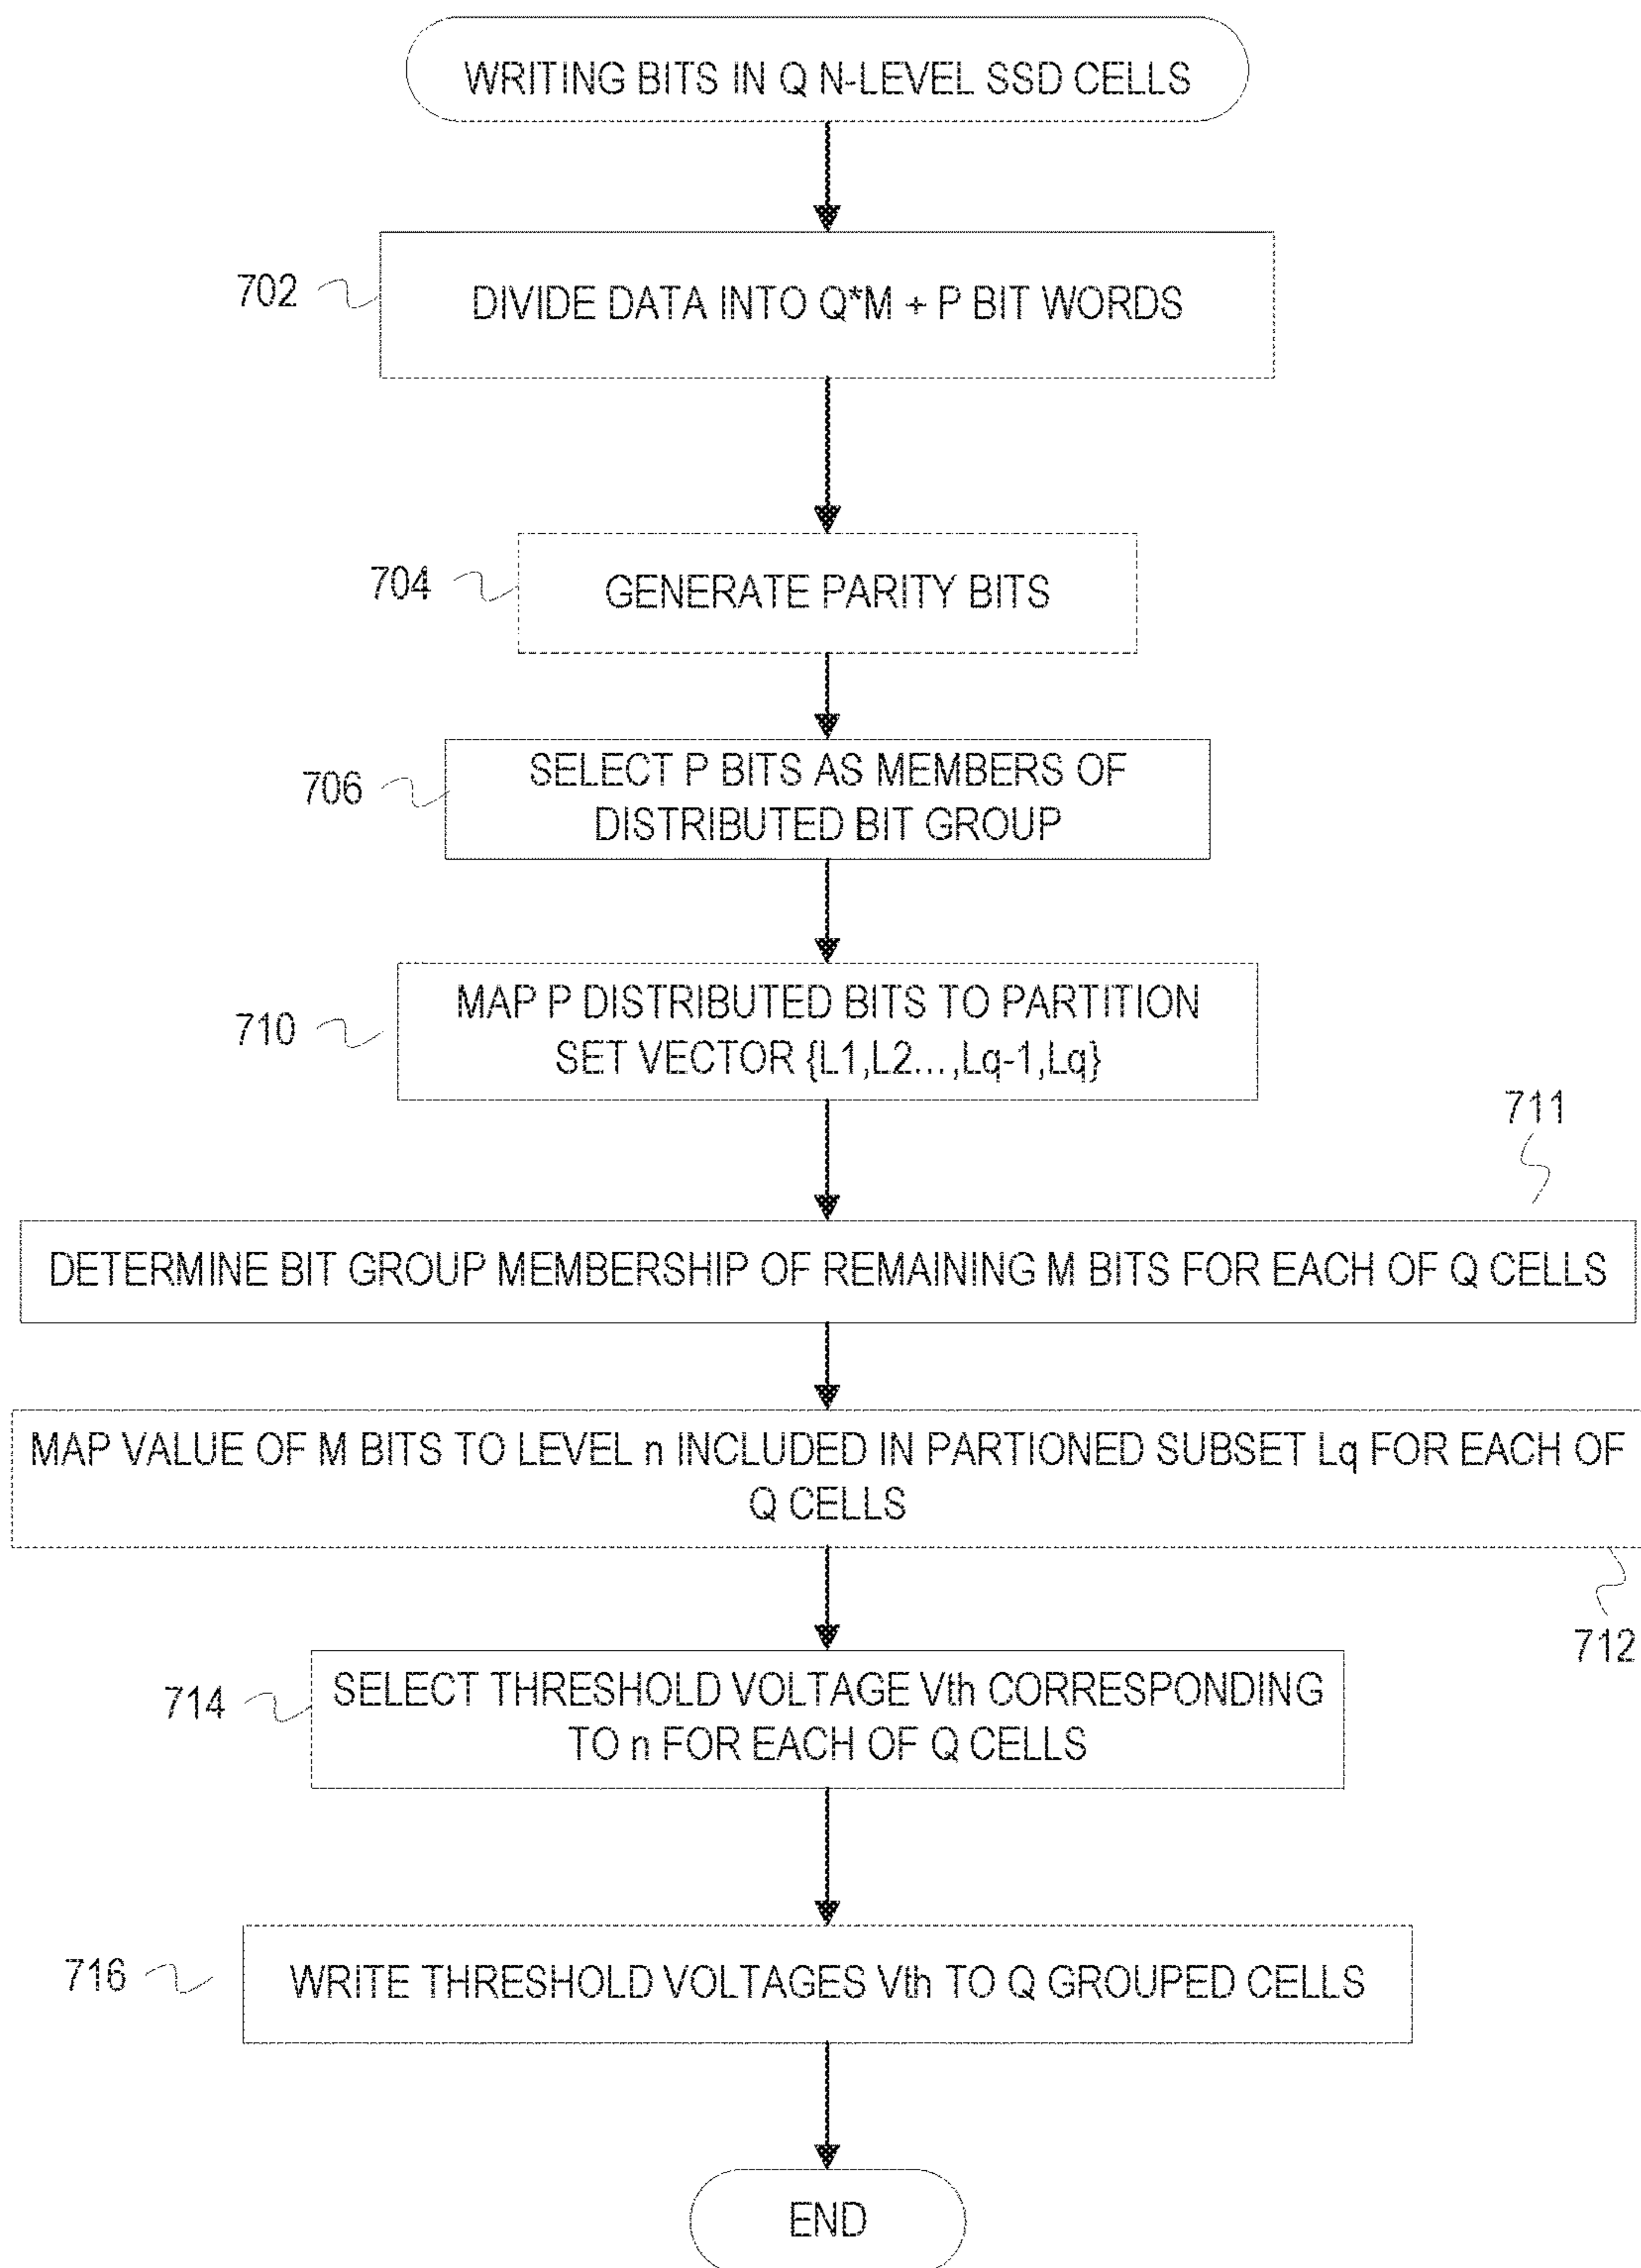 WRITING BITS IN Q N-LEVEL SSD CELLS
702
DIVIDE DATA INTO Q*M + P BIT WORDS
704
GENERATE PARITY BITS
706
SELECT P BITS AS MEMBERS OF
DISTRIBUTED BIT GROUP
710
MAP P DISTRIBUTED BITS TO PARTITION
SET VECTOR {L1,L2...,Lq-1,Lq}
711
DETERMINE BIT GROUP MEMBERSHIP OF REMAINING M BITS FOR EACH OF Q CELLS
MAP VALUE OF M BITS TO LEVEL n INCLUDED IN PARTIONED SUBSET Lq FOR EACH OF
Q CELLS
712
714
SELECT THRESHOLD VOLTAGE Vth CORRESPONDING
TO n FOR EACH OF Q CELLS
716
WRITE THRESHOLD VOLTAGES Vth TO Q GROUPED CELLS
END